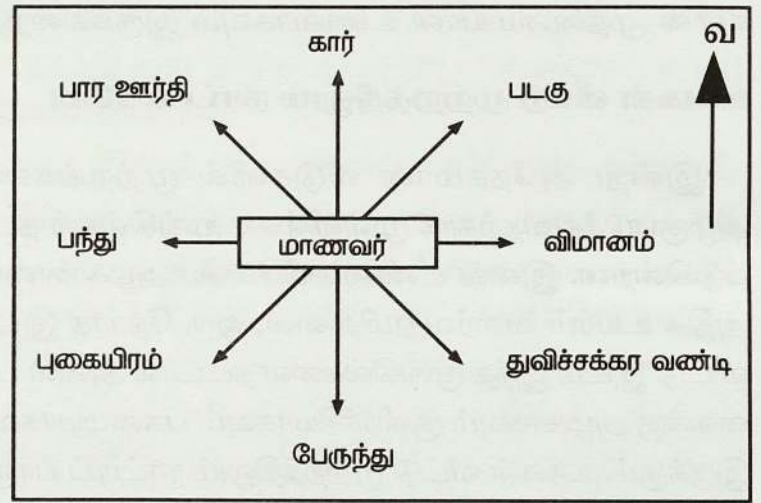 கார்
வ
பார ஊர்தி
படகு
பந்து
மாணவர்
விமானம்
புகையிரம்
துவிச்சக்கர வண்டி
பேருந்து